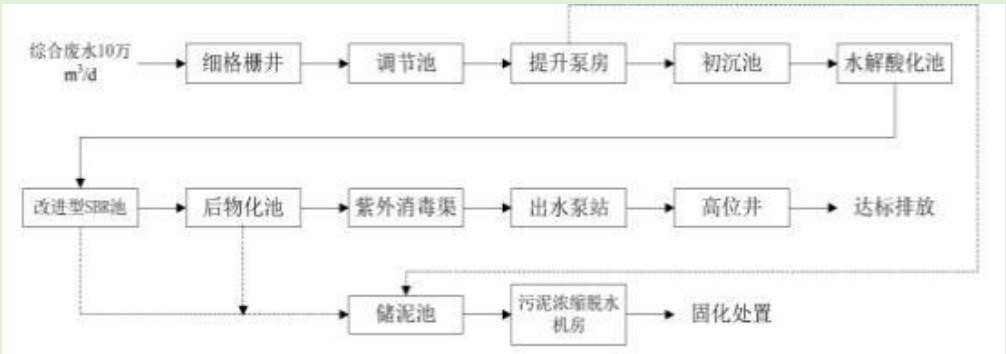 综合废水10万
m³/d
细格栅井
调节池
提升泵房
初沉池
水解酸化池
改进型SBR池
后物化池
紫外消毒渠
出水泵站
高位井
达标排放
储泥池
污泥浓缩脱水
机房
固化处置